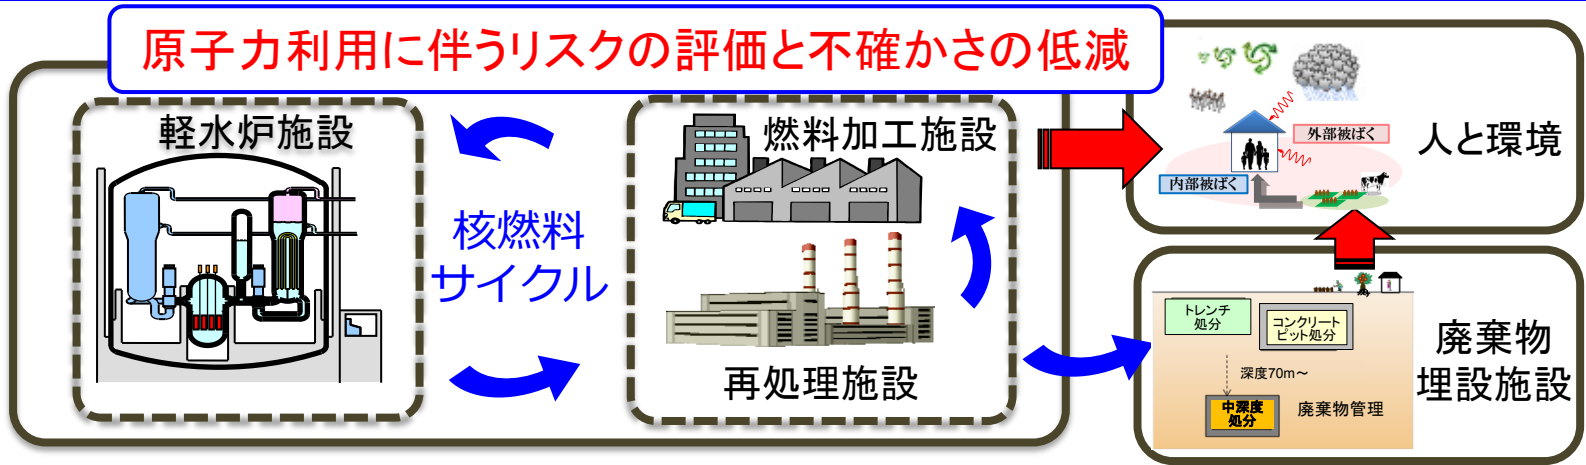 原子力利用に伴うリスクの評価と不確かさの低減
軽水炉施設
核燃料
サイクル
燃料加工施設
再処理施設
外部被ばく
内部被ばく
人と環境
トレンチ
処分
コンクリート
ピット処分
深度70m～
中深度
処分
廃棄物管理
廃棄物
埋設施設